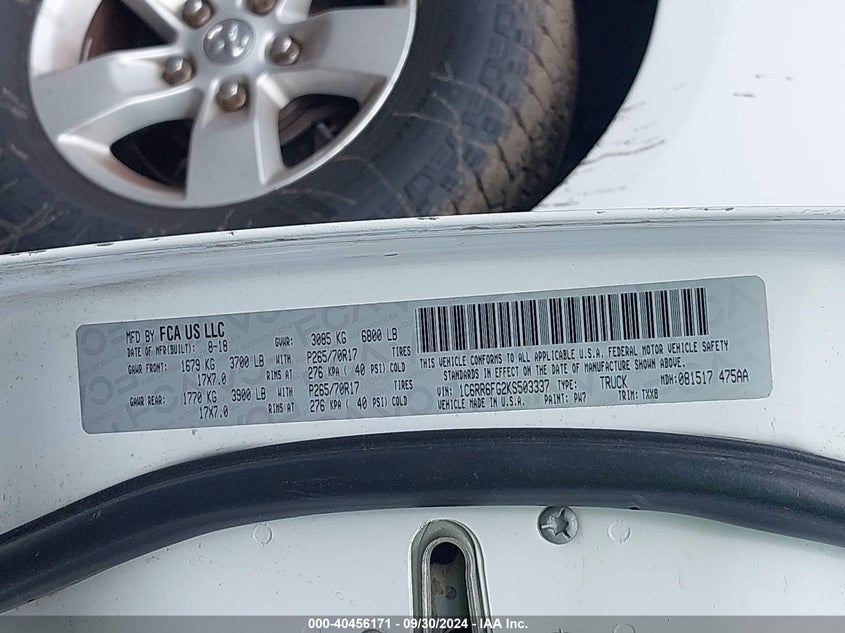 MFD BY FCA US LLC
DATE OF MFR(BUILT): 8-18 GVWR: 3085 KG 6800 LB
GAWR FRONT: 1679 KG 3700 LB WITH P265/70R17 TIRES
17X7.0 RIMS AT 276 KPA ( 40 PSI) COLD
GAWR REAR: 1770 KG 3900 LB WITH P265/70R17 TIRES
17X7.0 RIMS AT 276 KPA ( 40 PSI) COLD
THIS VEHICLE CONFORMS TO ALL APPLICABLE U.S.A. FEDERAL MOTOR VEHICLE SAFETY
STANDARDS IN EFFECT ON THE DATE OF MANUFACTURE SHOWN ABOVE.
VIN: 1C6RR6FG2KS503337 TYPE: TRUCK MDH: 081517 475AA
MADE IN U.S.A. PAINT: PW7 TRIM: TXX8
000-40456171 - 09/30/2024 - IAA Inc.